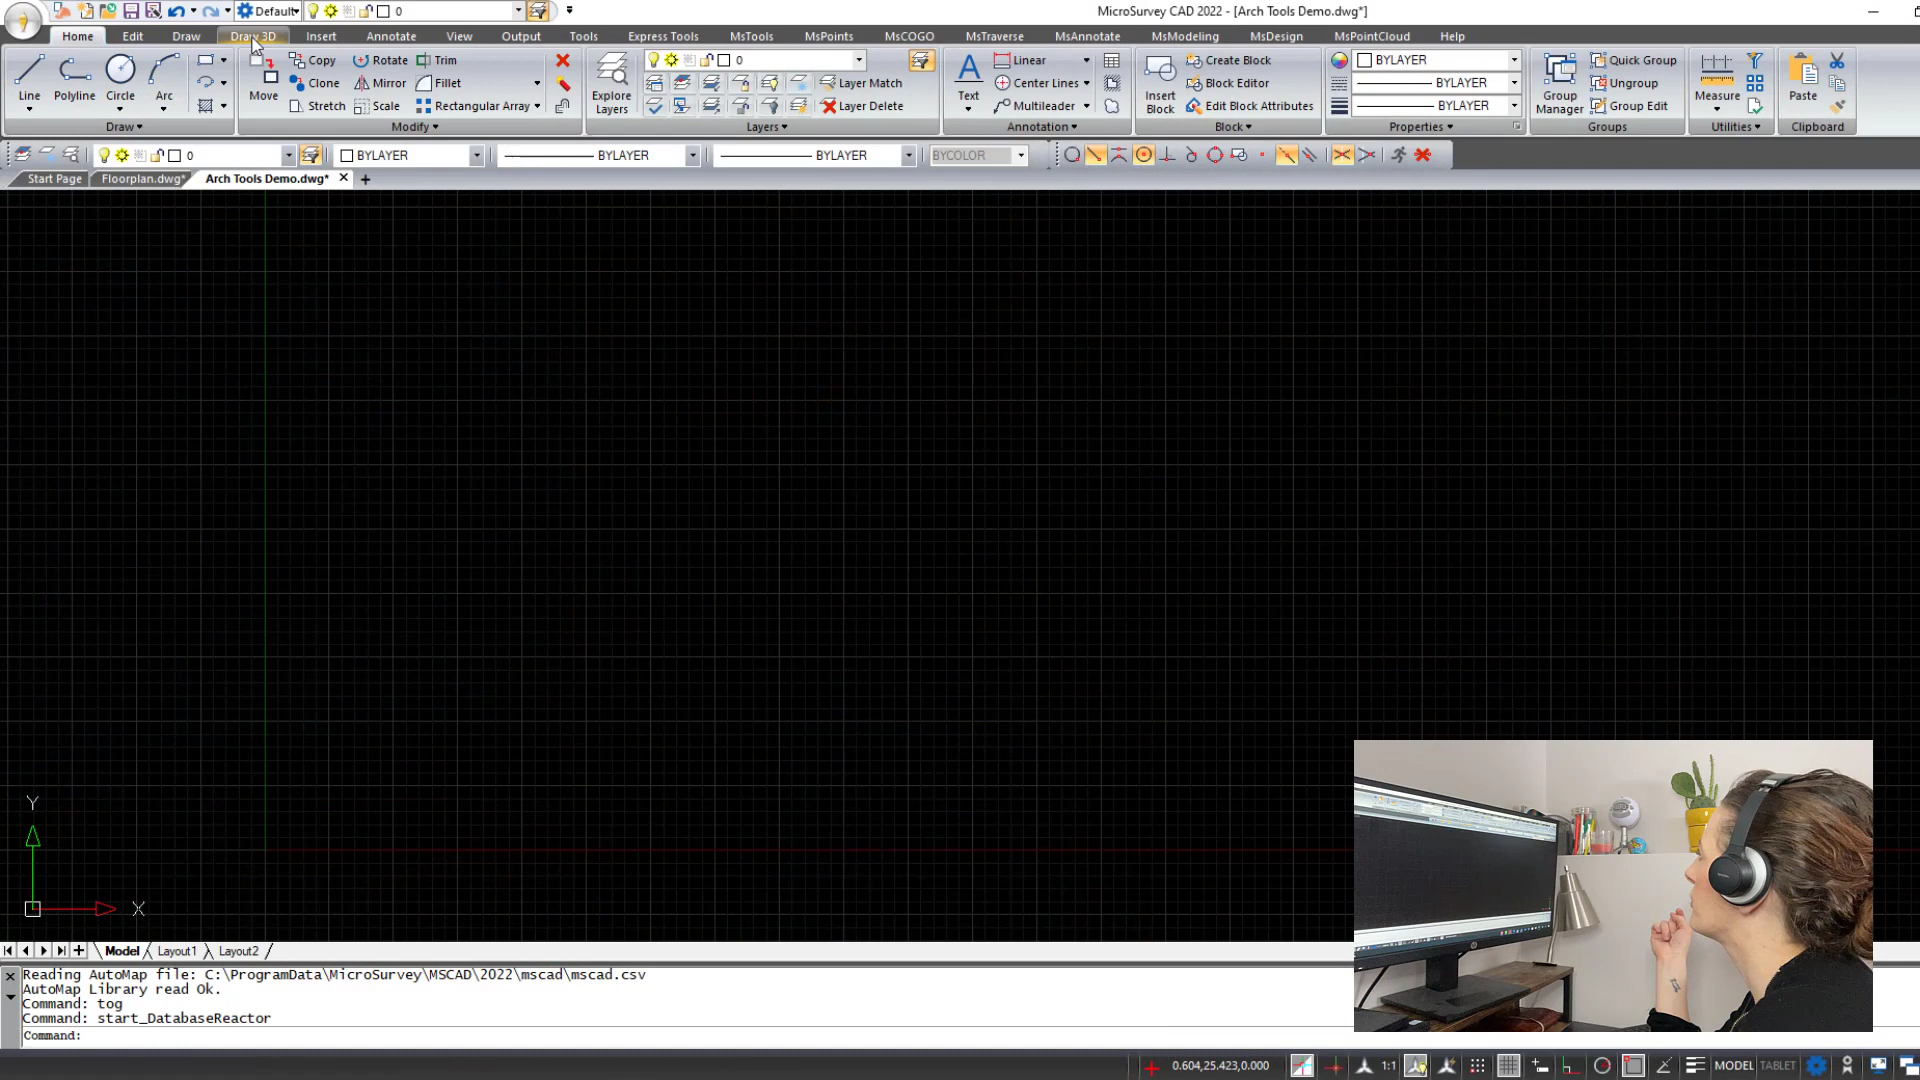 Default
0
MicroSurvey CAD 2022 - [Arch Tools Demo.dwg*]
Home Edit Draw Draw 3D Insert Annotate View Output Tools Express Tools MsTools MsPoints MsCOGO MsTraverse MsAnnotate MsModeling MsDesign MsPointCloud Help
Line Polyline Circle Arc
Draw
Move
Copy Rotate Trim
Clone Mirror Fillet
Stretch Scale Rectangular Array
Modify
Explore Layers
0
Layer Match
Layer Delete
Layers
Text
Linear
Center Lines
Multileader
Annotation
Insert Block
Create Block
Block Editor
Edit Block Attributes
Block
BYLAYER
BYLAYER
BYLAYER
Properties
Group Manager
Quick Group
Ungroup
Group Edit
Groups
Measure
Utilities
Paste
Clipboard
0 BYLAYER BYLAYER BYLAYER BYCOLOR
Start Page Floorplan.dwg* Arch Tools Demo.dwg*
Y
X
Model Layout1 Layout2
Reading AutoMap file: C:\ProgramData\MicroSurvey\MSCAD\2022\mscad\mscad.csv
AutoMap Library read Ok.
Command: tog
Command: start_DatabaseReactor
Command:
0.604,25.423,0.000 1:1 MODEL TABLET